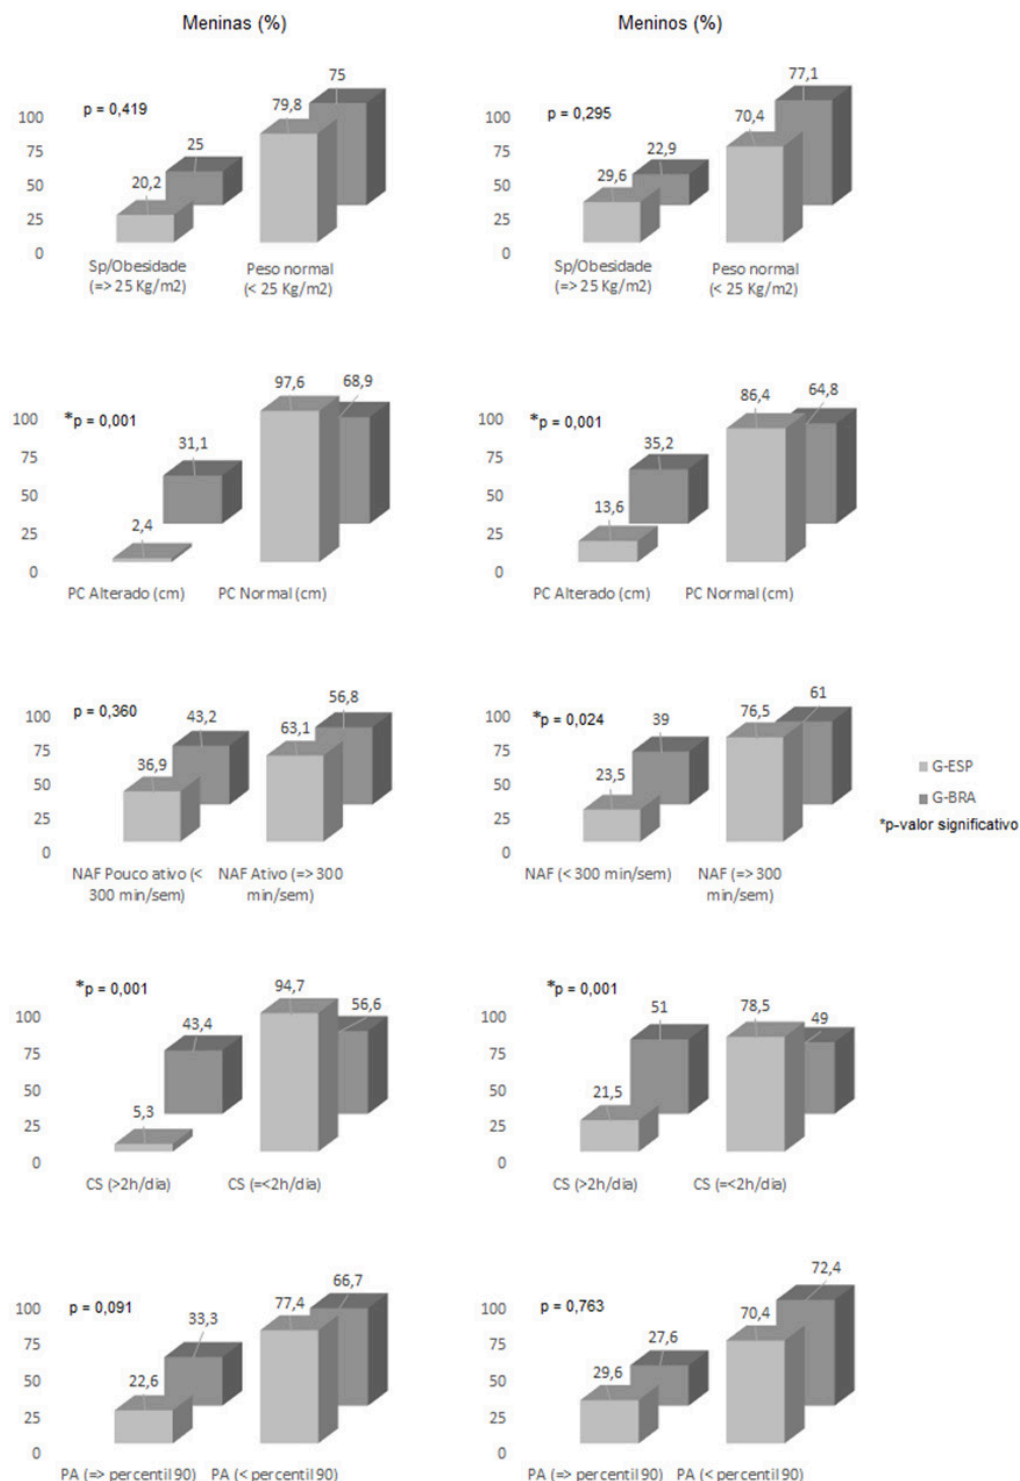 Meninas (%)
Meninos (%)
p = 0,419
100
75
50
25
0
20,2
25
79,8
75
Sp/Obesidade
(=> 25 Kg/m2)
Peso normal
(< 25 Kg/m2)
p = 0,295
100
75
50
25
0
29,6
22,9
70,4
77,1
Sp/Obesidade
(=> 25 Kg/m2)
Peso normal
(< 25 Kg/m2)
*p = 0,001
100
75
50
25
0
2,4
31,1
97,6
68,9
PC Alterado (cm)
PC Normal (cm)
*p = 0,001
100
75
50
25
0
13,6
35,2
86,4
64,8
PC Alterado (cm)
PC Normal (cm)
p = 0,360
100
75
50
25
0
36,9
43,2
63,1
56,8
NAF Pouco ativo (<
300 min/sem)
NAF Ativo (=> 300
min/sem)
*p = 0,024
100
75
50
25
0
23,5
39
76,5
61
NAF (< 300 min/sem)
NAF (=> 300
min/sem)
G-ESP
G-BRA
*p-valor significativo
*p = 0,001
100
75
50
25
0
5,3
43,4
94,7
56,6
CS (>2h/dia)
CS (=<2h/dia)
*p = 0,001
100
75
50
25
0
21,5
51
78,5
49
CS (>2h/dia)
CS (=<2h/dia)
p = 0,091
100
75
50
25
0
22,6
33,3
77,4
66,7
PA (=> percentil 90)
PA (< percentil 90)
p = 0,763
100
75
50
25
0
29,6
27,6
70,4
72,4
PA (=> percentil 90)
PA (< percentil 90)